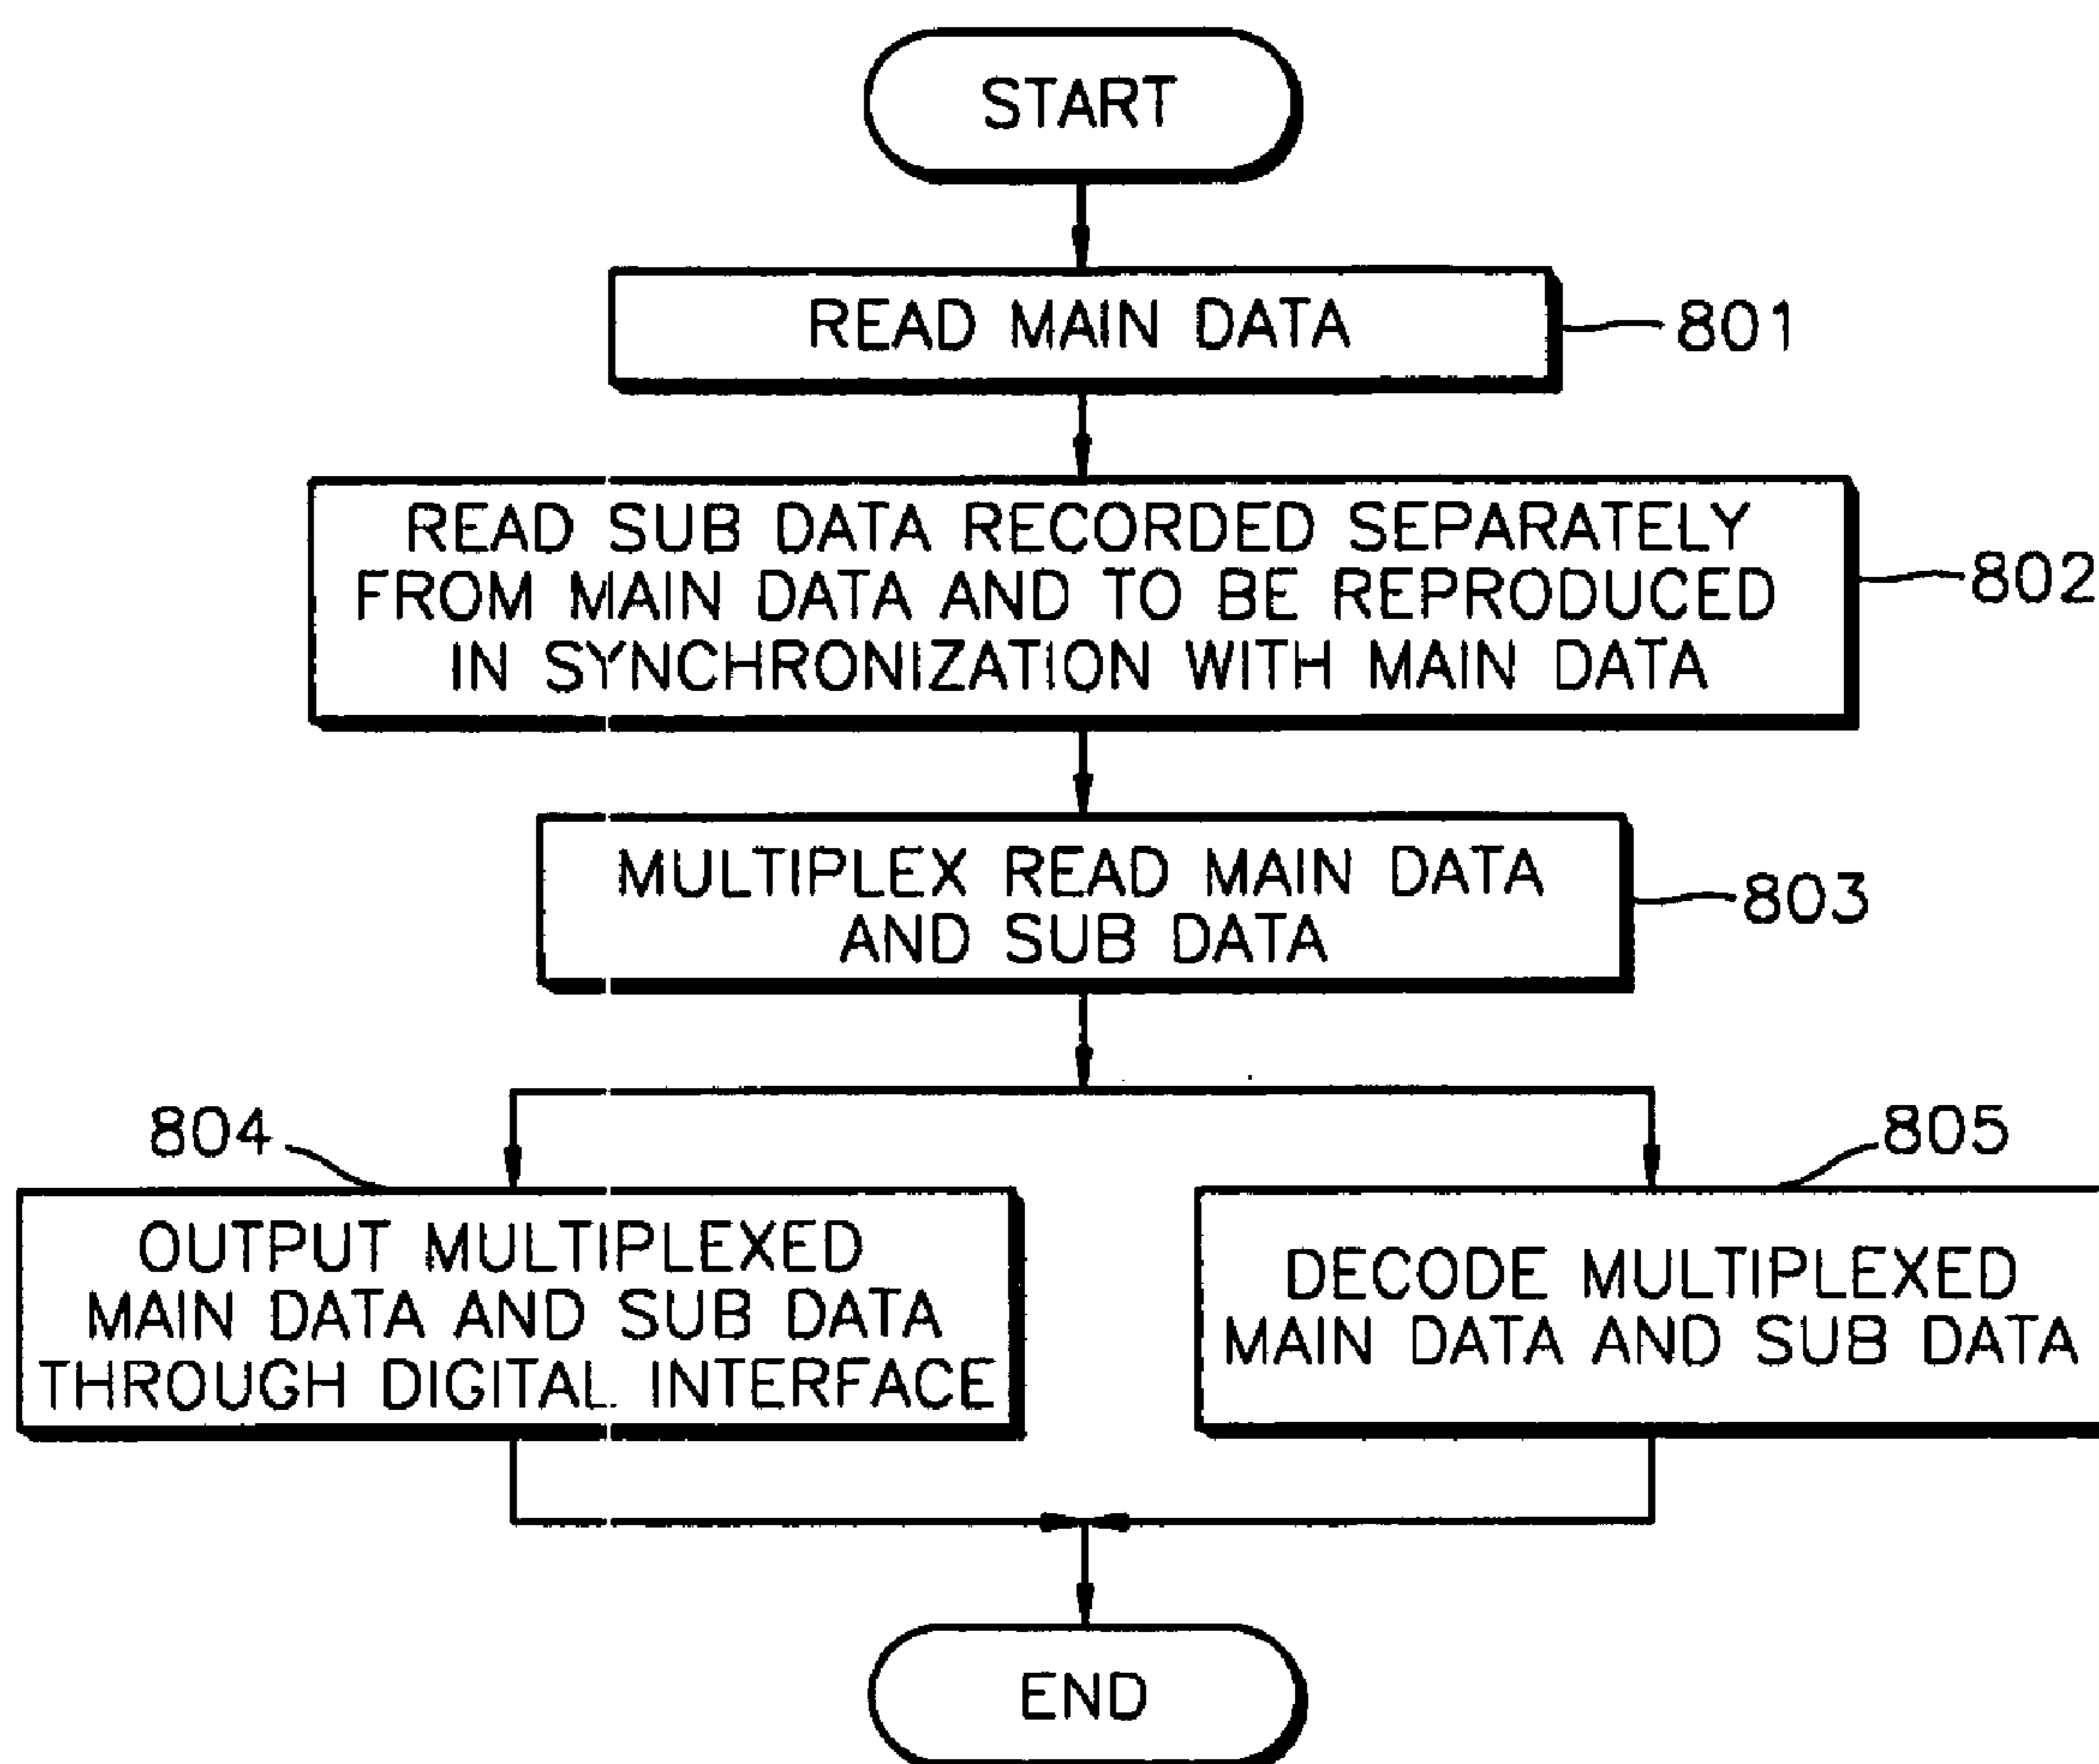 START
READ MAIN DATA
801
READ SUB DATA RECORDED SEPARATELY
FROM MAIN DATA AND TO BE REPRODUCED
IN SYNCHRONIZATION WITH MAIN DATA
802
MULTIPLEX READ MAIN DATA
AND SUB DATA
803
804
OUTPUT MULTIPLEXED
MAIN DATA AND SUB DATA
THROUGH DIGITAL INTERFACE
805
DECODE MULTIPLEXED
MAIN DATA AND SUB DATA
END